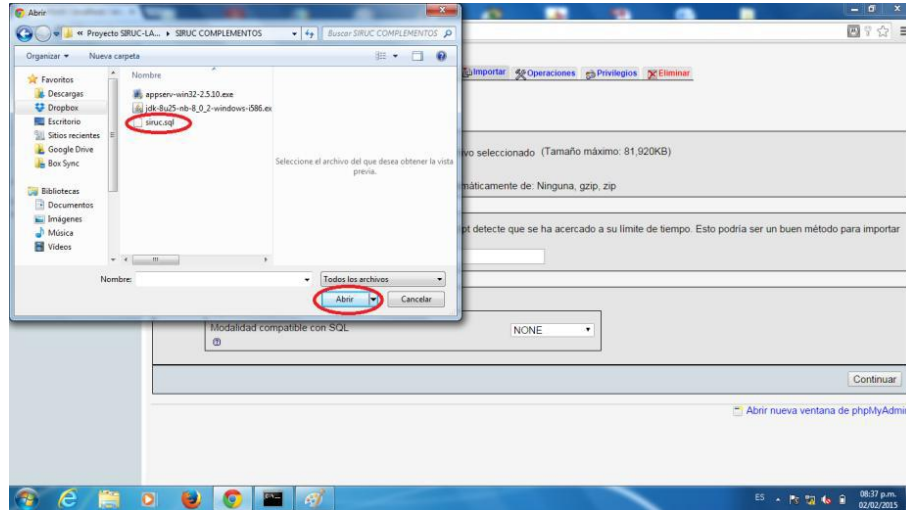 Abrir
« Proyecto SIRUC-LA... ▸ SIRUC COMPLEMENTOS
Buscar SIRUC COMPLEMENTOS
Organizar
Nueva carpeta
Favoritos
Descargas
Dropbox
Escritorio
Sitios recientes
Google Drive
Box Sync
Bibliotecas
Documentos
Imágenes
Música
Vídeos
Nombre
appserv-win32-2.5.10.exe
jdk-8u25-nb-8_0_2-windows-i586.ex
siruc.sql
Seleccione el archivo del que desea obtener la vista
previa.
Nombre:
Todos los archivos
Abrir
Cancelar
Importar Operaciones Privilegios Eliminar
vo seleccionado (Tamaño máximo: 81,920KB)
máticamente de: Ninguna, gzip, zip
pt detecte que se ha acercado a su límite de tiempo. Esto podría ser un buen método para importar
Modalidad compatible con SQL
NONE
Continuar
Abrir nueva ventana de phpMyAdmi
ES
08:37 p.m.
02/02/2015